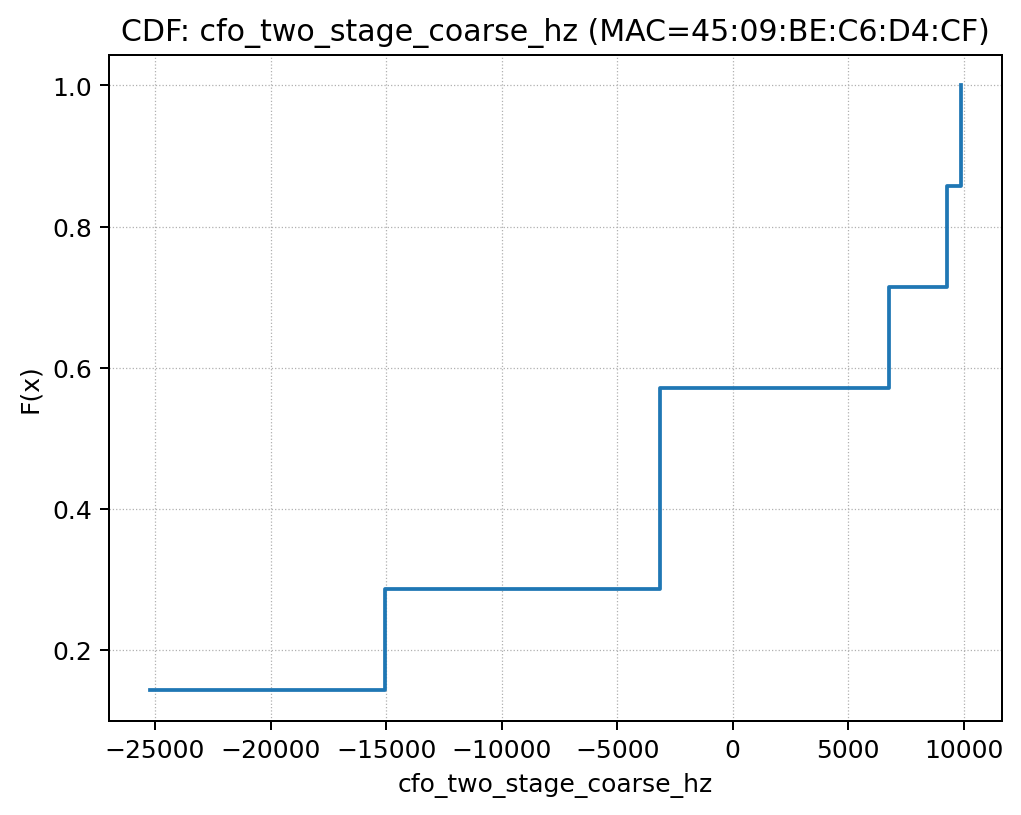 CDF: cfo_two_stage_coarse_hz (MAC=45:09:BE:C6:D4:CF)
1.0
0.8
0.6
0.4
0.2
F(x)
−25000 −20000 −15000 −10000 −5000 0 5000 10000
cfo_two_stage_coarse_hz